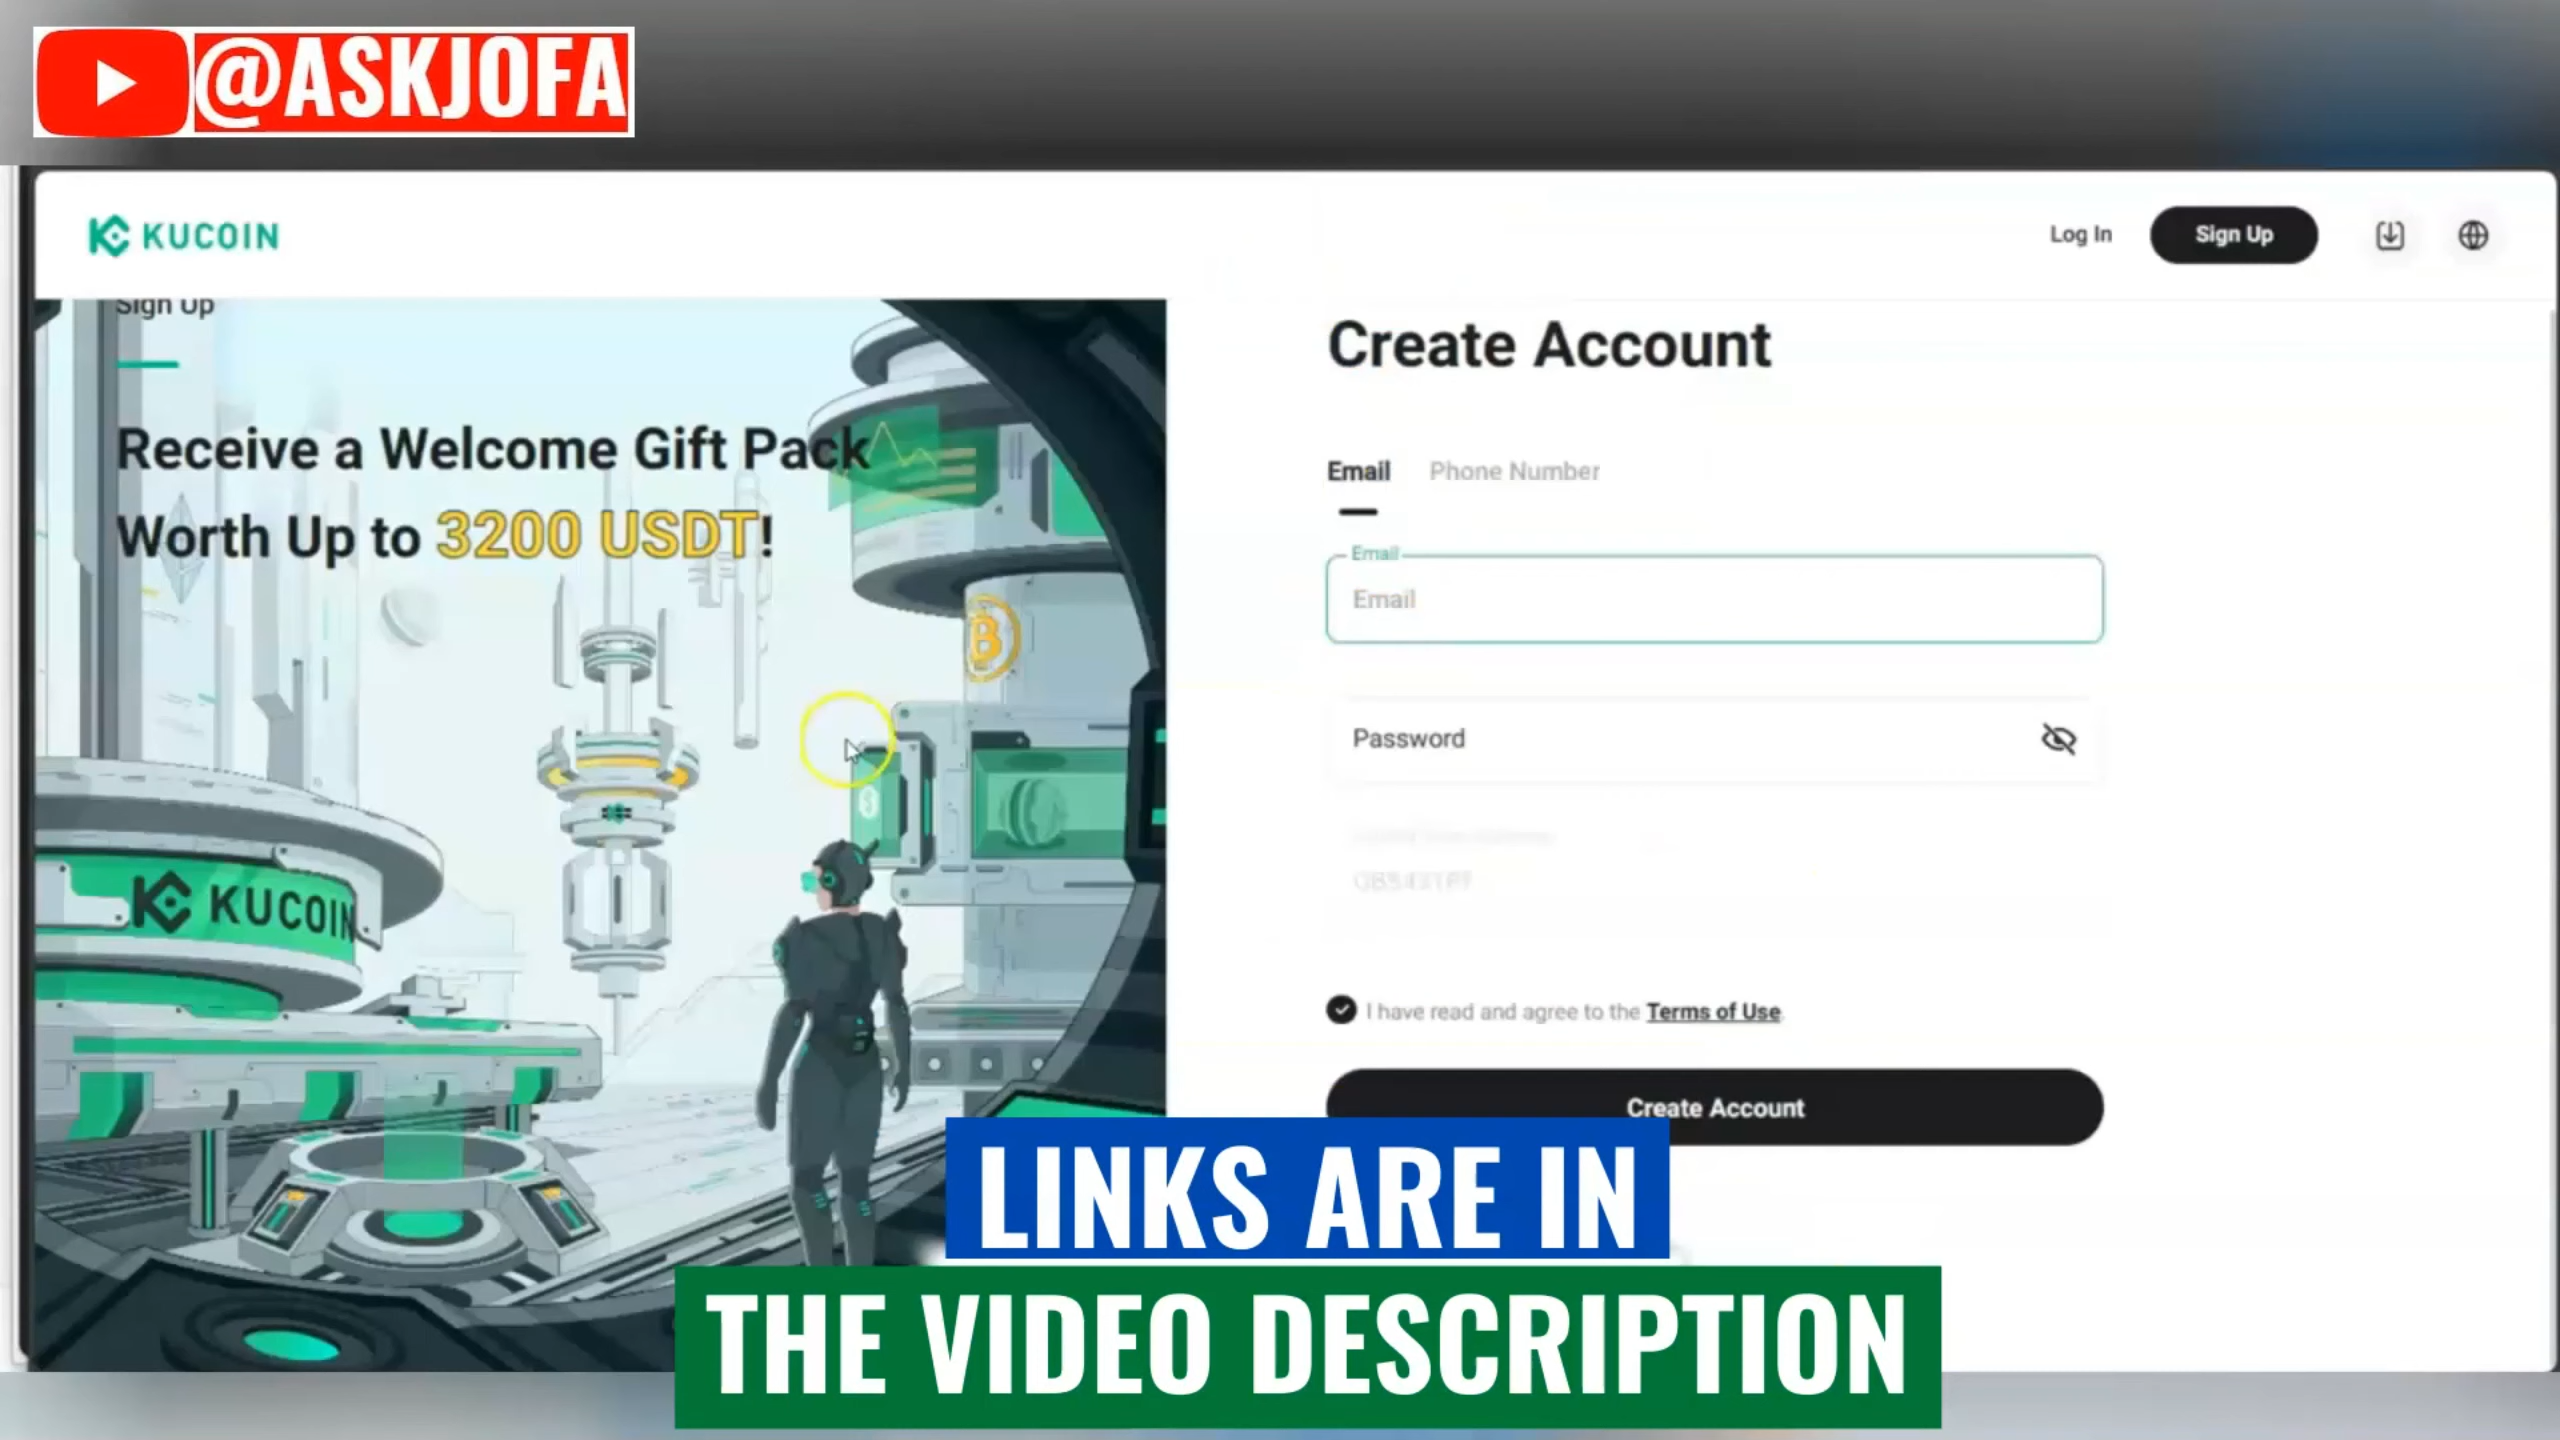 @ASKJOFA
KUCOIN
Log In
Sign Up
Sign Up
Receive a Welcome Gift Pack
Worth Up to 3200 USDT!
KUCOIN
Create Account
Email
Phone Number
Email
Email
Password
I have read and agree to the Terms of Use.
Create Account
LINKS ARE IN
THE VIDEO DESCRIPTION